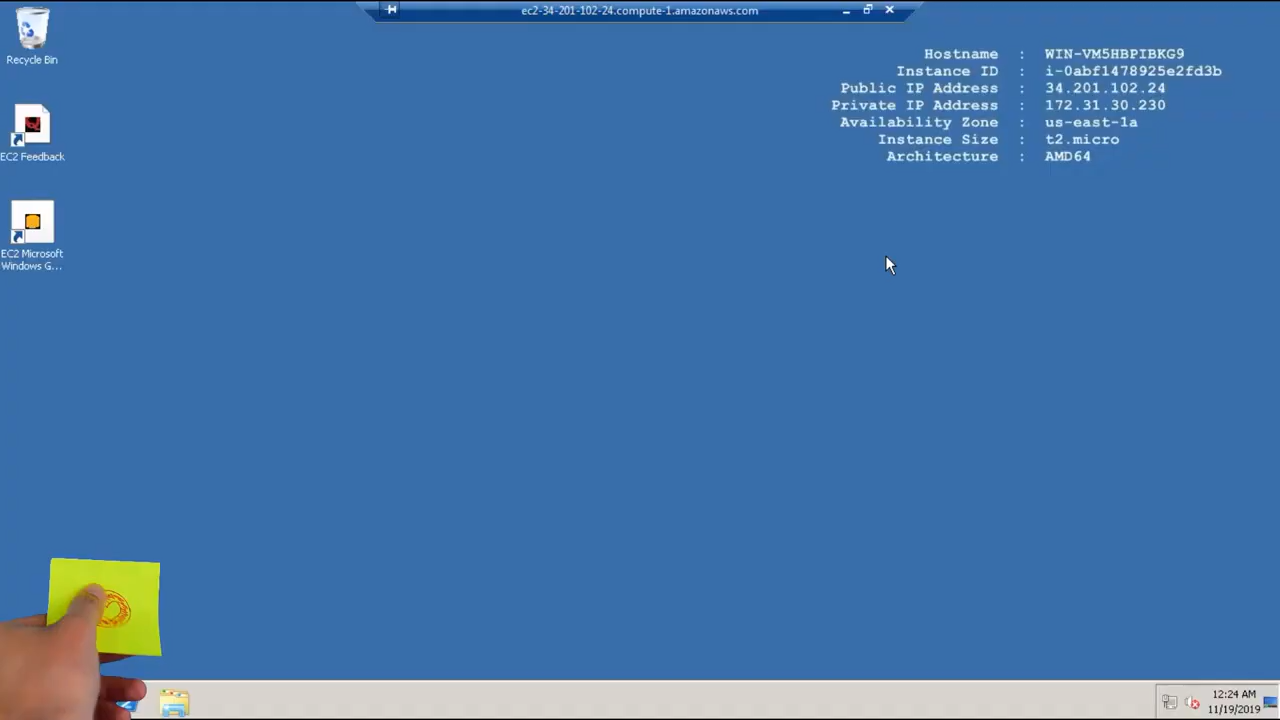 ec2-34-201-102-24.compute-1.amazonaws.com
Recycle Bin
EC2 Feedback
EC2 Microsoft
Windows G...
Hostname : WIN-VM5HBPIBKG9
Instance ID : i-0abf1478925e2fd3b
Public IP Address : 34.201.102.24
Private IP Address : 172.31.30.230
Availability Zone : us-east-1a
Instance Size : t2.micro
Architecture : AMD64
12:24 AM
11/19/2019